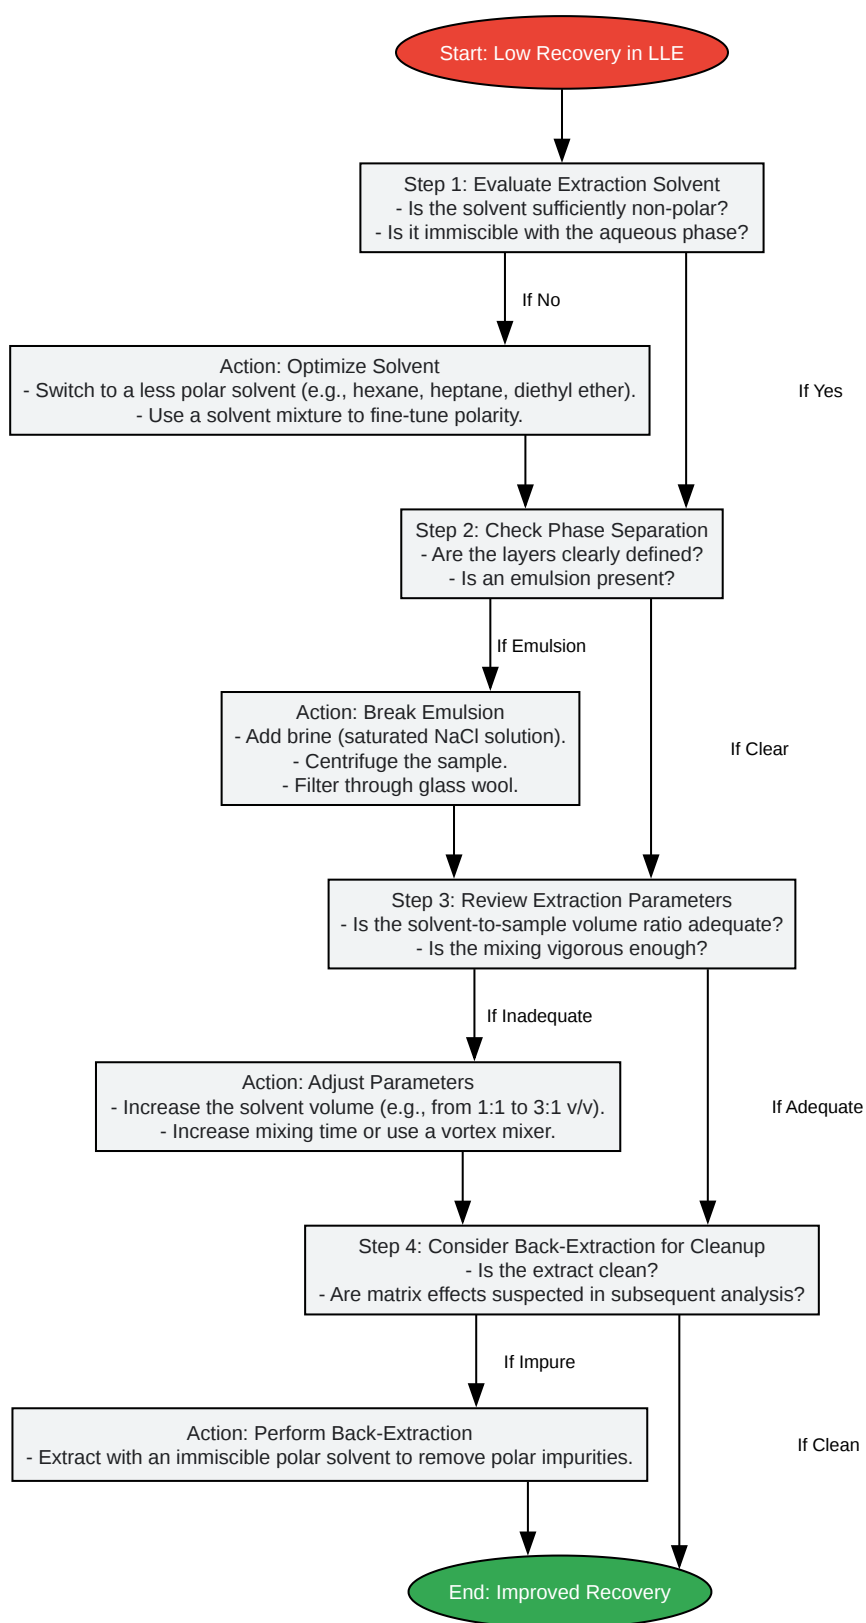 Start: Low Recovery in LLE
Step 1: Evaluate Extraction Solvent
- Is the solvent sufficiently non-polar?
- Is it immiscible with the aqueous phase?
If No
Action: Optimize Solvent
- Switch to a less polar solvent (e.g., hexane, heptane, diethyl ether).
- Use a solvent mixture to fine-tune polarity.
If Yes
Step 2: Check Phase Separation
- Are the layers clearly defined?
- Is an emulsion present?
If Emulsion
Action: Break Emulsion
- Add brine (saturated NaCl solution).
- Centrifuge the sample.
- Filter through glass wool.
If Clear
Step 3: Review Extraction Parameters
- Is the solvent-to-sample volume ratio adequate?
- Is the mixing vigorous enough?
If Inadequate
Action: Adjust Parameters
- Increase the solvent volume (e.g., from 1:1 to 3:1 v/v).
- Increase mixing time or use a vortex mixer.
If Adequate
Step 4: Consider Back-Extraction for Cleanup
- Is the extract clean?
- Are matrix effects suspected in subsequent analysis?
If Impure
Action: Perform Back-Extraction
- Extract with an immiscible polar solvent to remove polar impurities.
If Clean
End: Improved Recovery